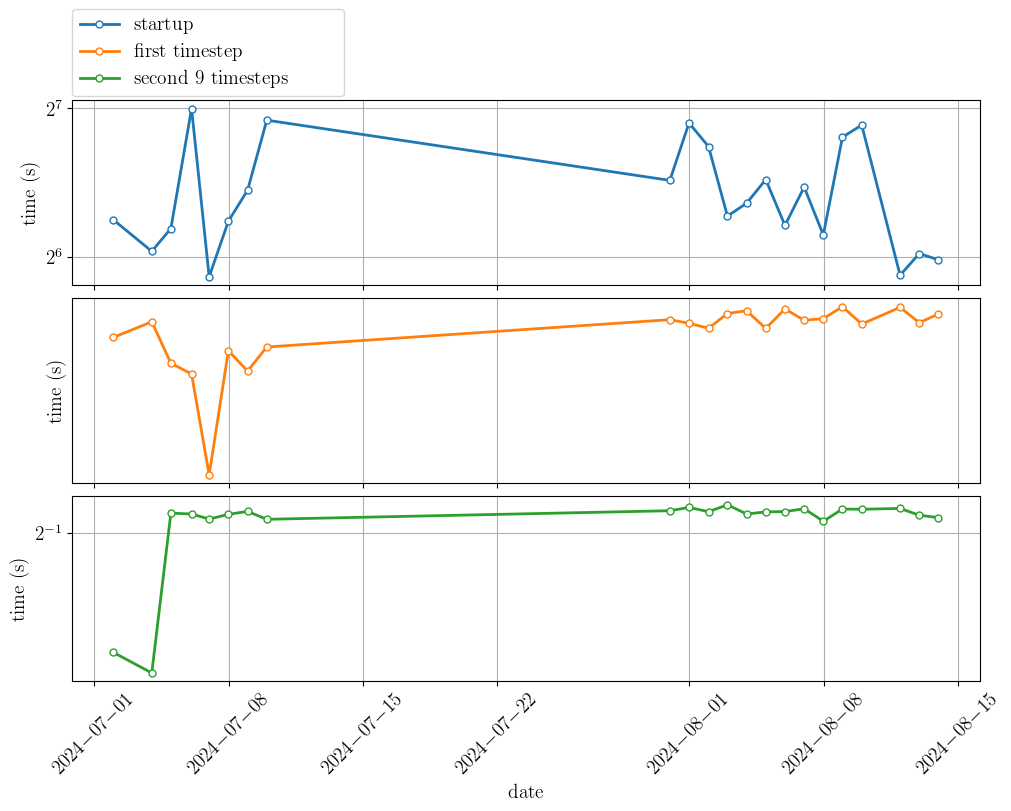 startup
first timestep
second 9 timesteps
2^7
time (s)
2^6
time (s)
2^-1
time (s)
2024-07-01
2024-07-08
2024-07-15
2024-07-22
2024-08-01
2024-08-08
2024-08-15
date